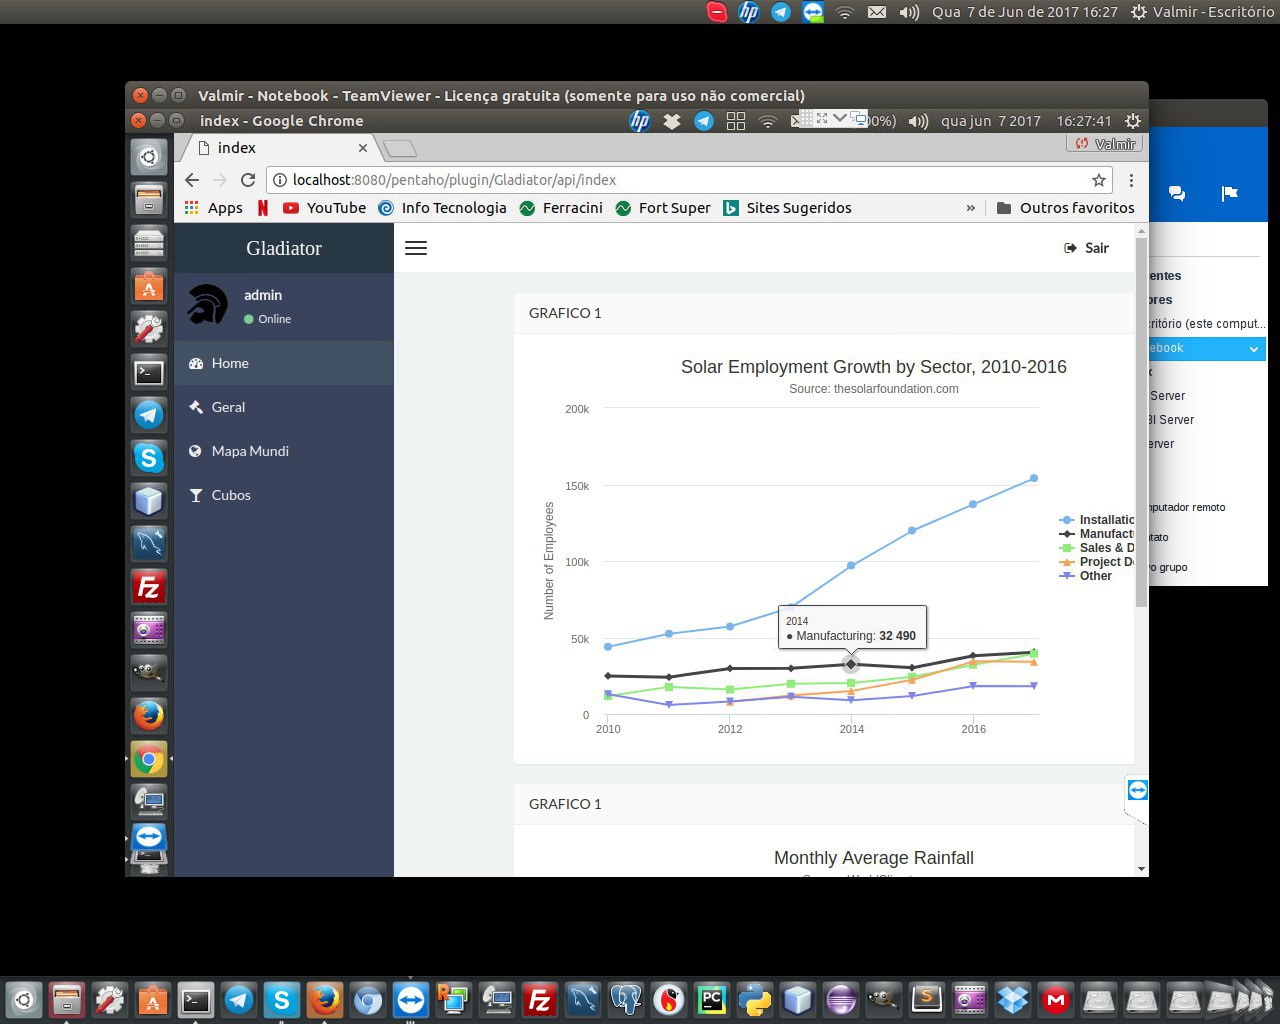 Qua 7 de Jun de 2017 16:27 Valmir - Escritório
Valmir - Notebook - TeamViewer - Licença gratuita (somente para uso não comercial)
index - Google Chrome
00%) qua jun 7 2017 16:27:41
index
Valmir
localhost:8080/pentaho/plugin/Gladiator/api/index
Apps YouTube Info Tecnologia Ferracini Fort Super Sites Sugeridos » Outros favoritos
Gladiator
Sair
admin
Online
Home
Geral
Mapa Mundi
Cubos
GRAFICO 1
Solar Employment Growth by Sector, 2010-2016
Source: thesolarfoundation.com
Number of Employees
200k
150k
100k
50k
0
2010 2012 2014 2016
2014
● Manufacturing: 32 490
Installatio
Manufact
Sales & D
Project D
Other
GRAFICO 1
Monthly Average Rainfall
entes
ores
critório (este comput...
ebook
x
Server
BI Server
erver
mputador remoto
ntato
vo grupo